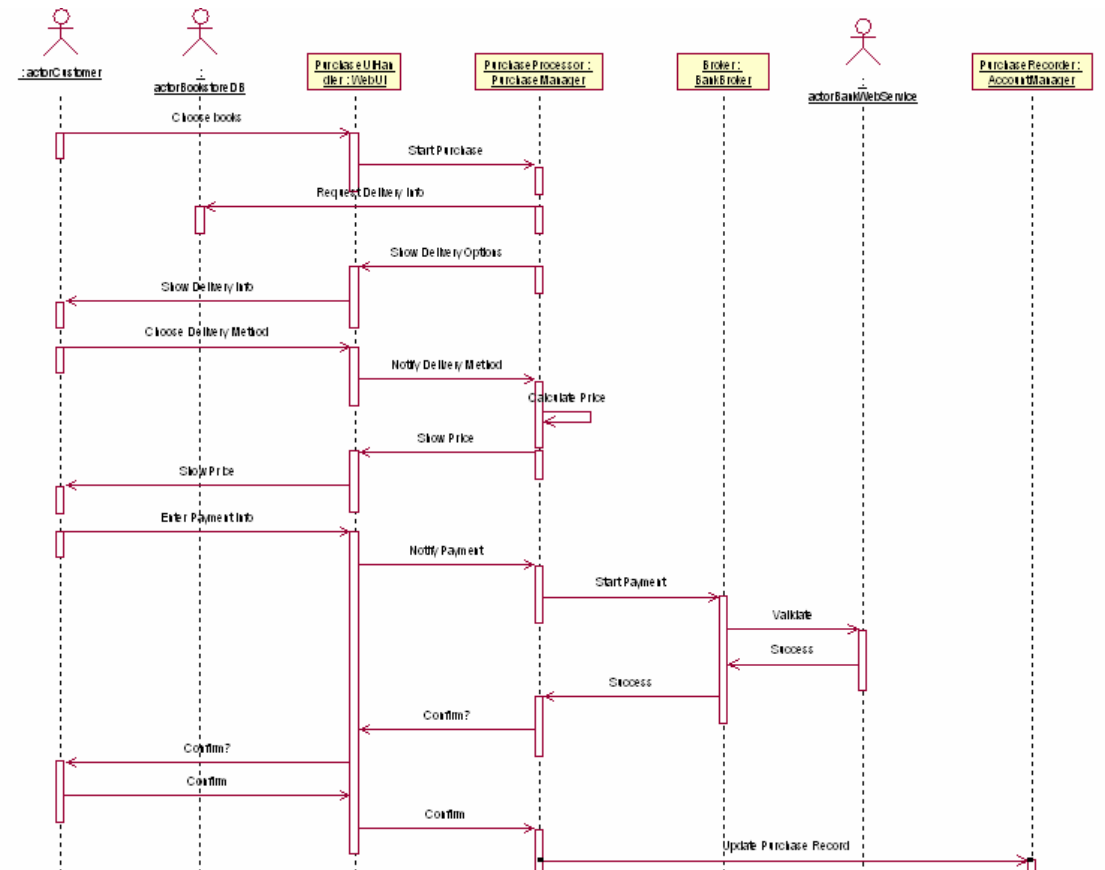 : actorCustomer
:
actorBookstoreDB
PurchaseUIHan
dler : WebUI
PurchaseProcessor :
PurchaseManager
Broker :
BankBroker
:
actorBankWebService
PurchaseRecorder :
AccountManager
Choose books
Start Purchase
Request Delivery Info
Show Delivery Options
Show Delivery Info
Choose Delivery Method
Notify Delivery Method
Calculate Price
Show Price
Show Price
Enter Payment Info
Notify Payment
Start Payment
Validate
Success
Success
Confirm?
Confirm?
Confirm
Confirm
Update Purchase Record